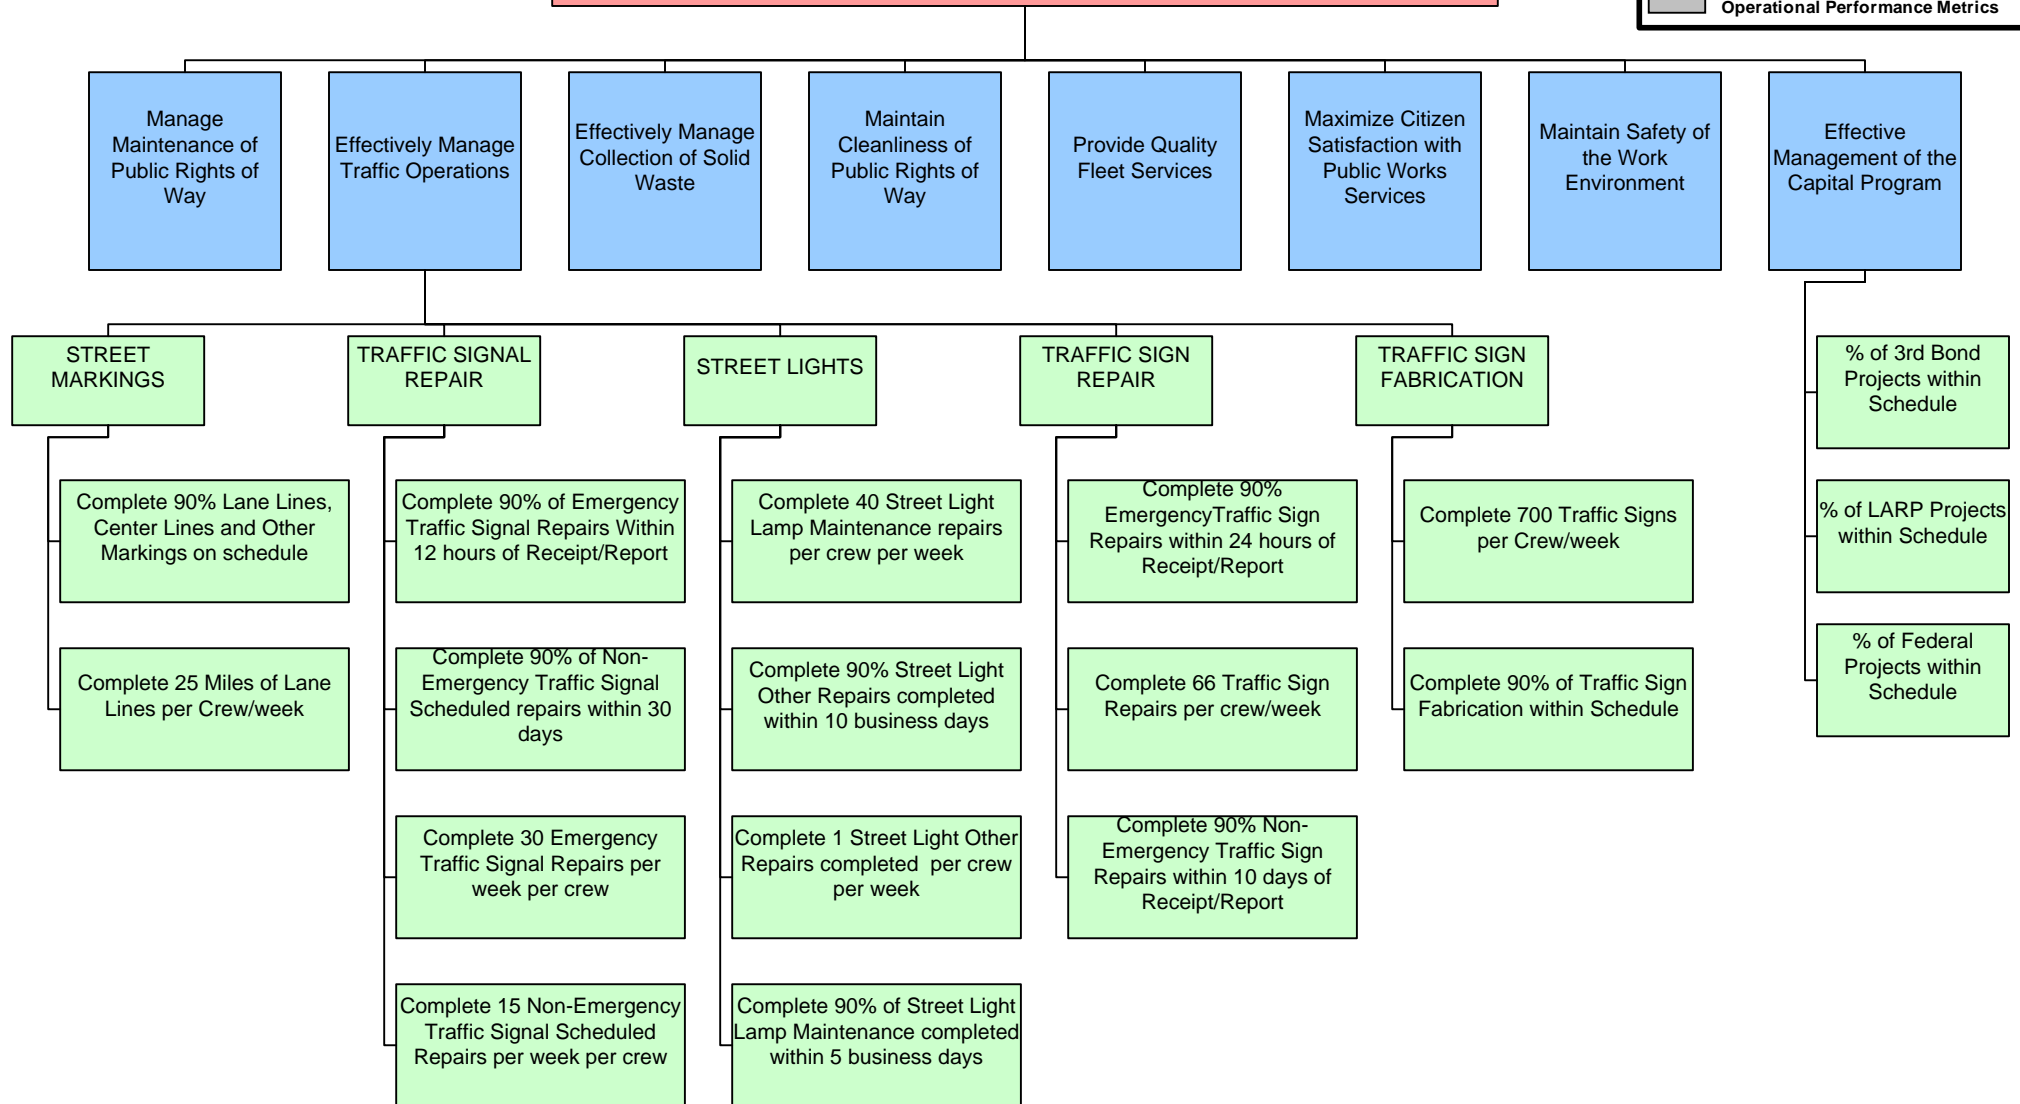 Operational Performance Metrics
Manage
Maintenance of
Public Rights of
Way
Effectively Manage
Traffic Operations
Effectively Manage
Collection of Solid
Waste
Maintain
Cleanliness of
Public Rights of
Way
Provide Quality
Fleet Services
Maximize Citizen
Satisfaction with
Public Works
Services
Maintain Safety of
the Work
Environment
Effective
Management of the
Capital Program
STREET
MARKINGS
TRAFFIC SIGNAL
REPAIR
STREET LIGHTS
TRAFFIC SIGN
REPAIR
TRAFFIC SIGN
FABRICATION
% of 3rd Bond
Projects within
Schedule
Complete 90% Lane Lines,
Center Lines and Other
Markings on schedule
Complete 90% of Emergency
Traffic Signal Repairs Within
12 hours of Receipt/Report
Complete 40 Street Light
Lamp Maintenance repairs
per crew per week
Complete 90%
EmergencyTraffic Sign
Repairs within 24 hours of
Receipt/Report
Complete 700 Traffic Signs
per Crew/week
% of LARP Projects
within Schedule
Complete 25 Miles of Lane
Lines per Crew/week
Complete 90% of Non-
Emergency Traffic Signal
Scheduled repairs within 30
days
Complete 90% Street Light
Other Repairs completed
within 10 business days
Complete 66 Traffic Sign
Repairs per crew/week
Complete 90% of Traffic Sign
Fabrication within Schedule
% of Federal
Projects within
Schedule
Complete 30 Emergency
Traffic Signal Repairs per
week per crew
Complete 1 Street Light Other
Repairs completed  per crew
per week
Complete 90% Non-
Emergency Traffic Sign
Repairs within 10 days of
Receipt/Report
Complete 15 Non-Emergency
Traffic Signal Scheduled
Repairs per week per crew
Complete 90% of Street Light
Lamp Maintenance completed
within 5 business days